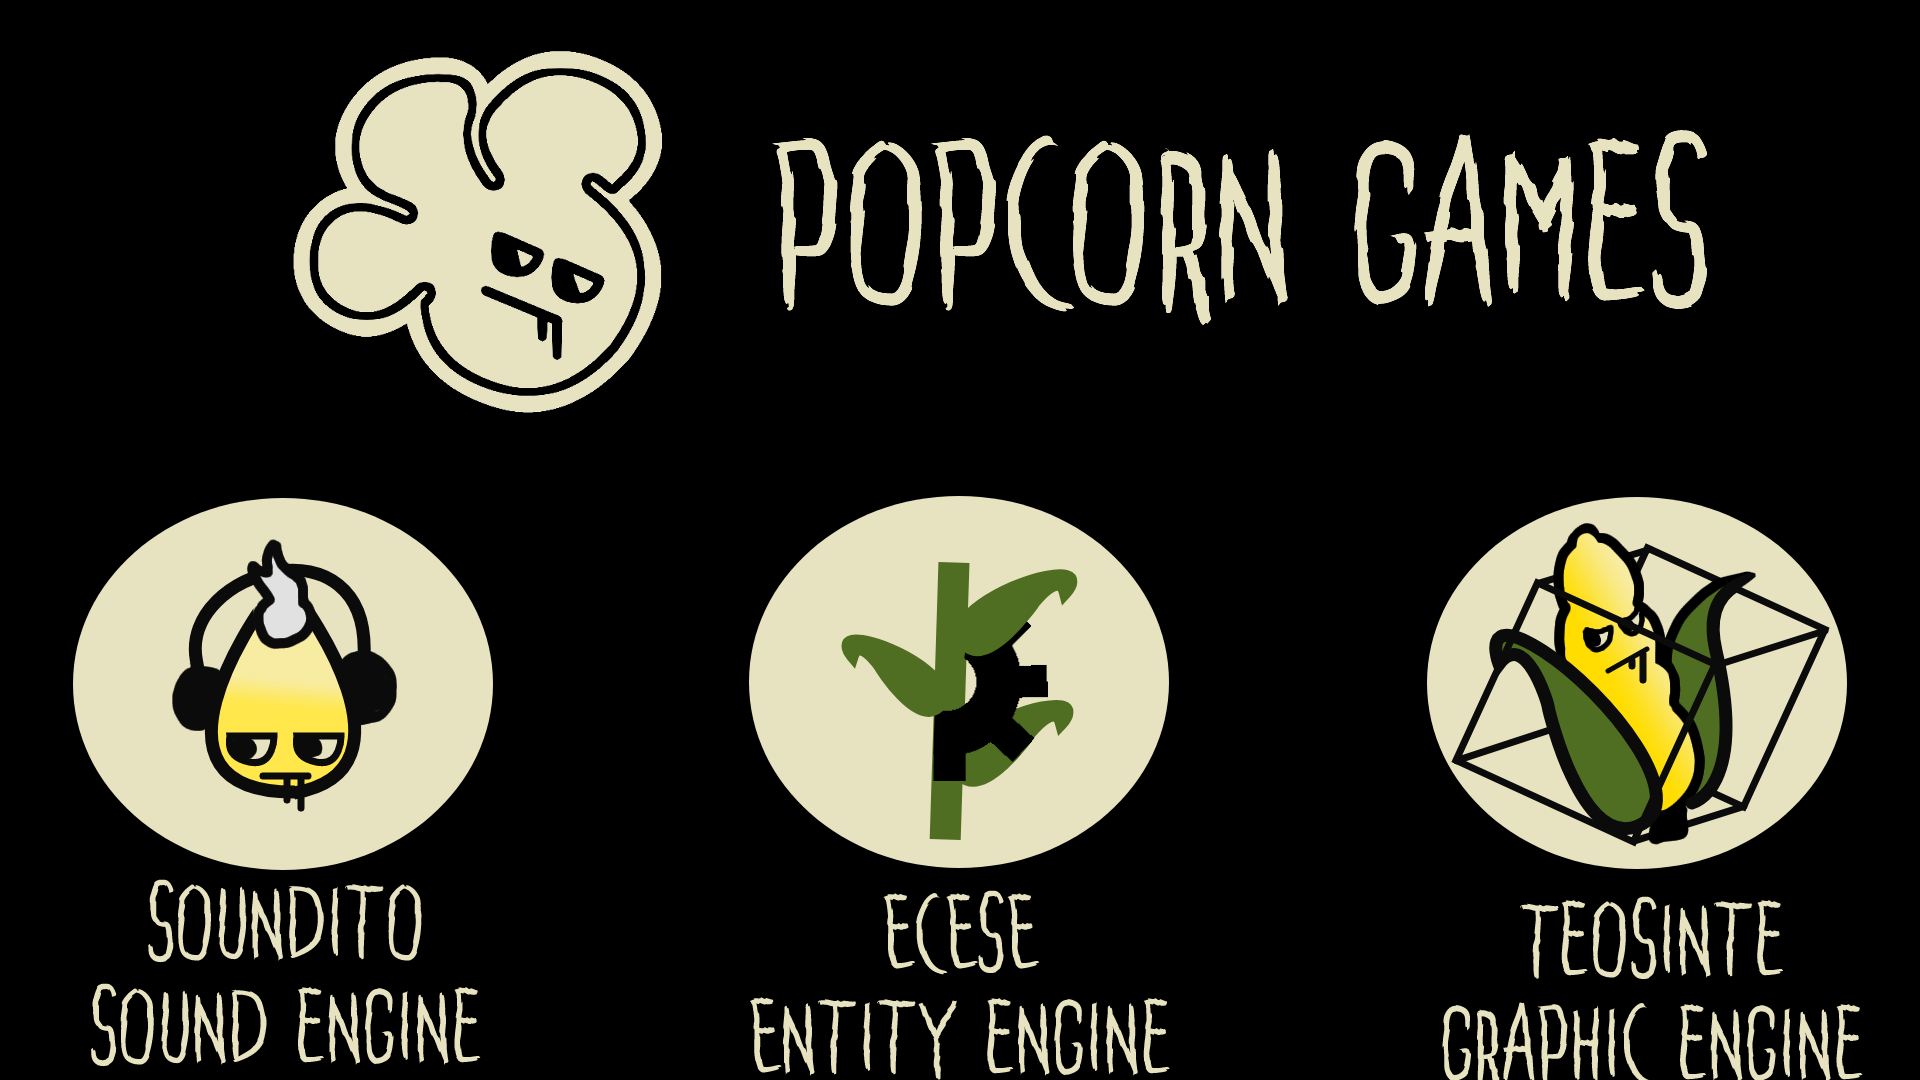 POPCORN GAMES
SOUNDITO
SOUND ENGINE
ECESE
ENTITY ENGINE
TEOSINTE
GRAPHIC ENGINE